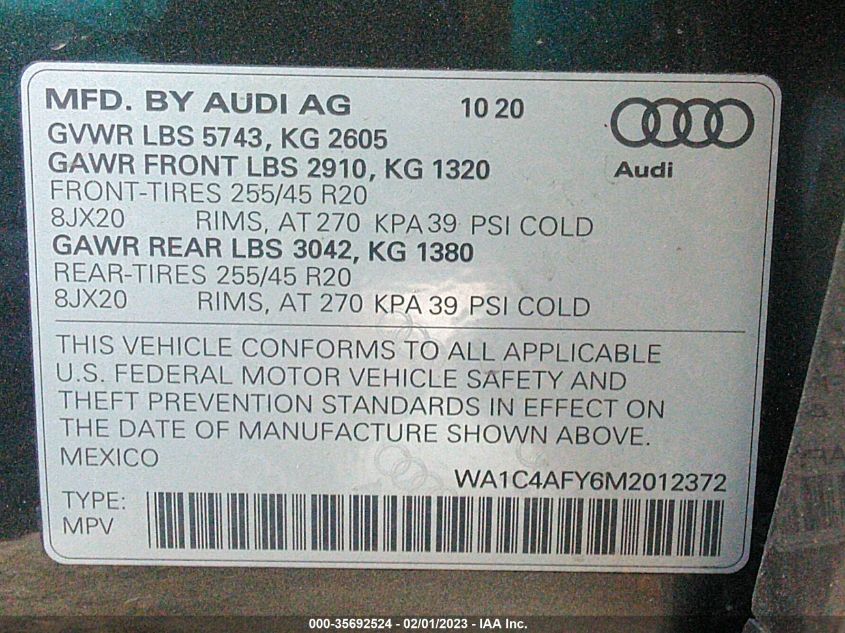 MFD. BY AUDI AG 10 20
GVWR LBS 5743, KG 2605
GAWR FRONT LBS 2910, KG 1320
Audi
FRONT-TIRES 255/45 R20
8JX20 RIMS, AT 270 KPA 39 PSI COLD
GAWR REAR LBS 3042, KG 1380
REAR-TIRES 255/45 R20
8JX20 RIMS, AT 270 KPA 39 PSI COLD
THIS VEHICLE CONFORMS TO ALL APPLICABLE
U.S. FEDERAL MOTOR VEHICLE SAFETY AND
THEFT PREVENTION STANDARDS IN EFFECT ON
THE DATE OF MANUFACTURE SHOWN ABOVE.
MEXICO
WA1C4AFY6M2012372
TYPE:
MPV
000-35692524 - 02/01/2023 - IAA Inc.